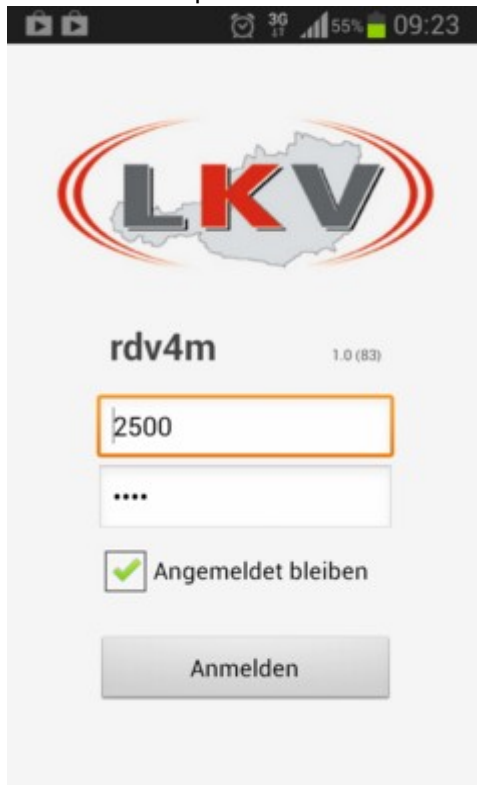 3G 55% 09:23
LKV
rdv4m 1.0 (83)
2500
••••
Angemeldet bleiben
Anmelden